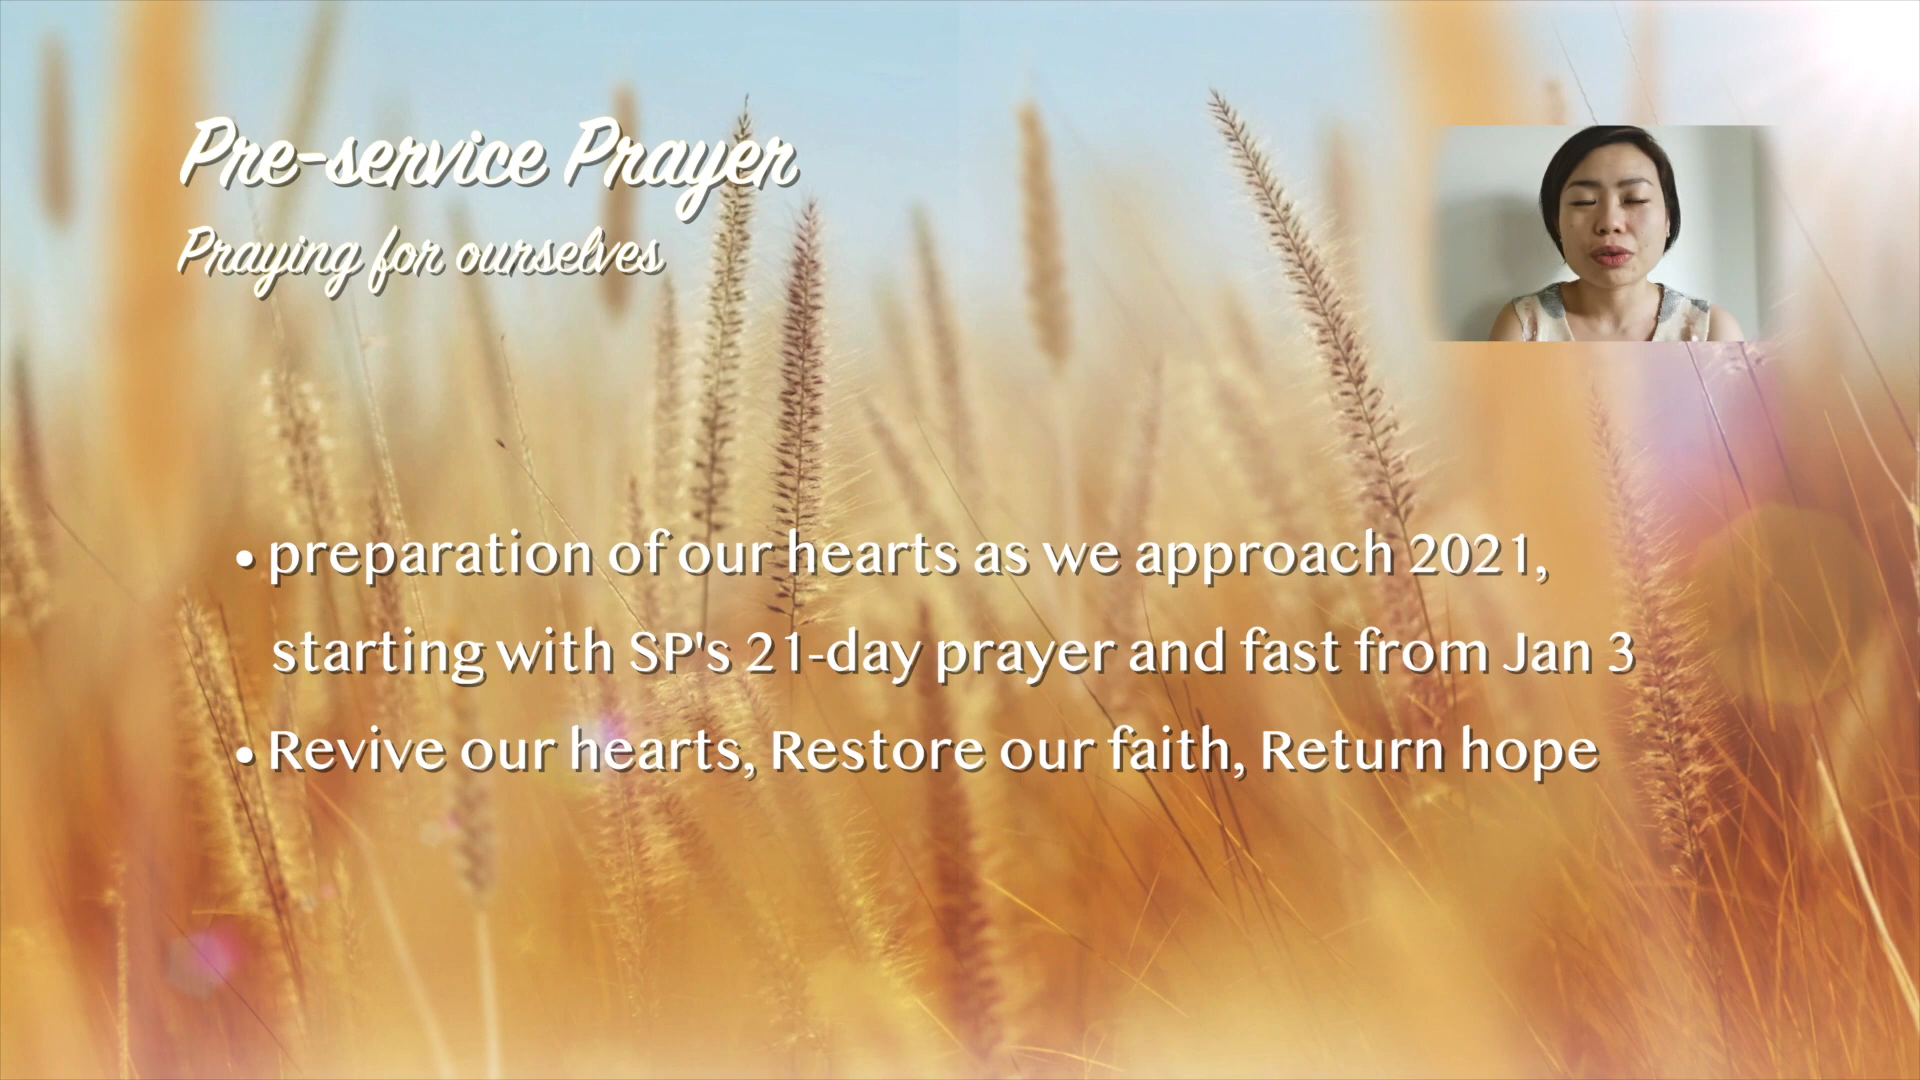 Pre-service Prayer
Praying for ourselves
• preparation of our hearts as we approach 2021,
starting with SP's 21-day prayer and fast from Jan 3
• Revive our hearts, Restore our faith, Return hope